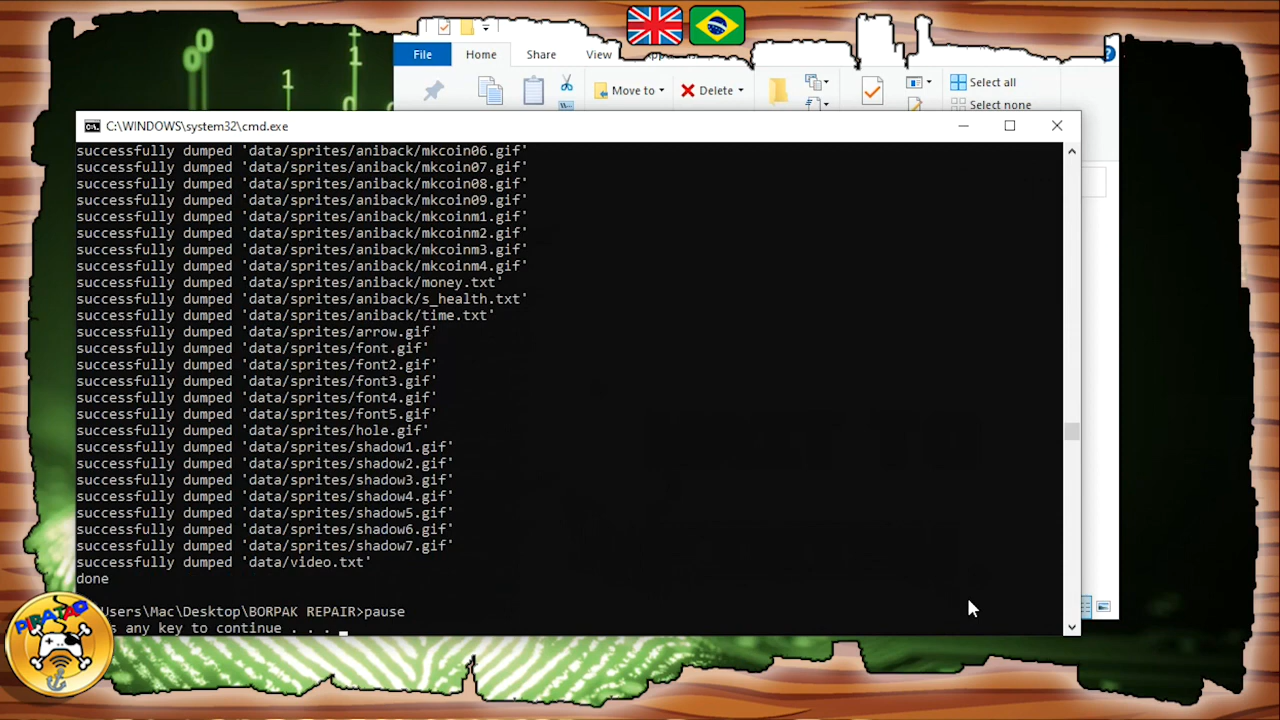 File Home Share View
Move to Delete Select all
Select none
C:\WINDOWS\system32\cmd.exe
successfully dumped 'data/sprites/aniback/mkcoin06.gif'
successfully dumped 'data/sprites/aniback/mkcoin07.gif'
successfully dumped 'data/sprites/aniback/mkcoin08.gif'
successfully dumped 'data/sprites/aniback/mkcoin09.gif'
successfully dumped 'data/sprites/aniback/mkcoinm1.gif'
successfully dumped 'data/sprites/aniback/mkcoinm2.gif'
successfully dumped 'data/sprites/aniback/mkcoinm3.gif'
successfully dumped 'data/sprites/aniback/mkcoinm4.gif'
successfully dumped 'data/sprites/aniback/money.txt'
successfully dumped 'data/sprites/aniback/s_health.txt'
successfully dumped 'data/sprites/aniback/time.txt'
successfully dumped 'data/sprites/arrow.gif'
successfully dumped 'data/sprites/font.gif'
successfully dumped 'data/sprites/font2.gif'
successfully dumped 'data/sprites/font3.gif'
successfully dumped 'data/sprites/font4.gif'
successfully dumped 'data/sprites/font5.gif'
successfully dumped 'data/sprites/hole.gif'
successfully dumped 'data/sprites/shadow1.gif'
successfully dumped 'data/sprites/shadow2.gif'
successfully dumped 'data/sprites/shadow3.gif'
successfully dumped 'data/sprites/shadow4.gif'
successfully dumped 'data/sprites/shadow5.gif'
successfully dumped 'data/sprites/shadow6.gif'
successfully dumped 'data/sprites/shadow7.gif'
successfully dumped 'data/video.txt'
done
Users\Mac\Desktop\BORPAK REPAIR>pause
any key to continue . . .